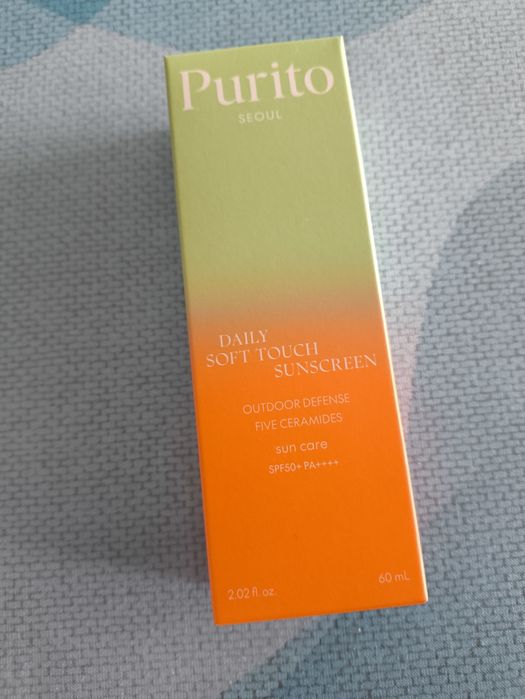 Purito
SEOUL
DAILY
SOFT TOUCH
SUNSCREEN
OUTDOOR DEFENSE
FIVE CERAMIDES
sun care
SPF50+ PA++++
2.02 fl. oz.
60 mL